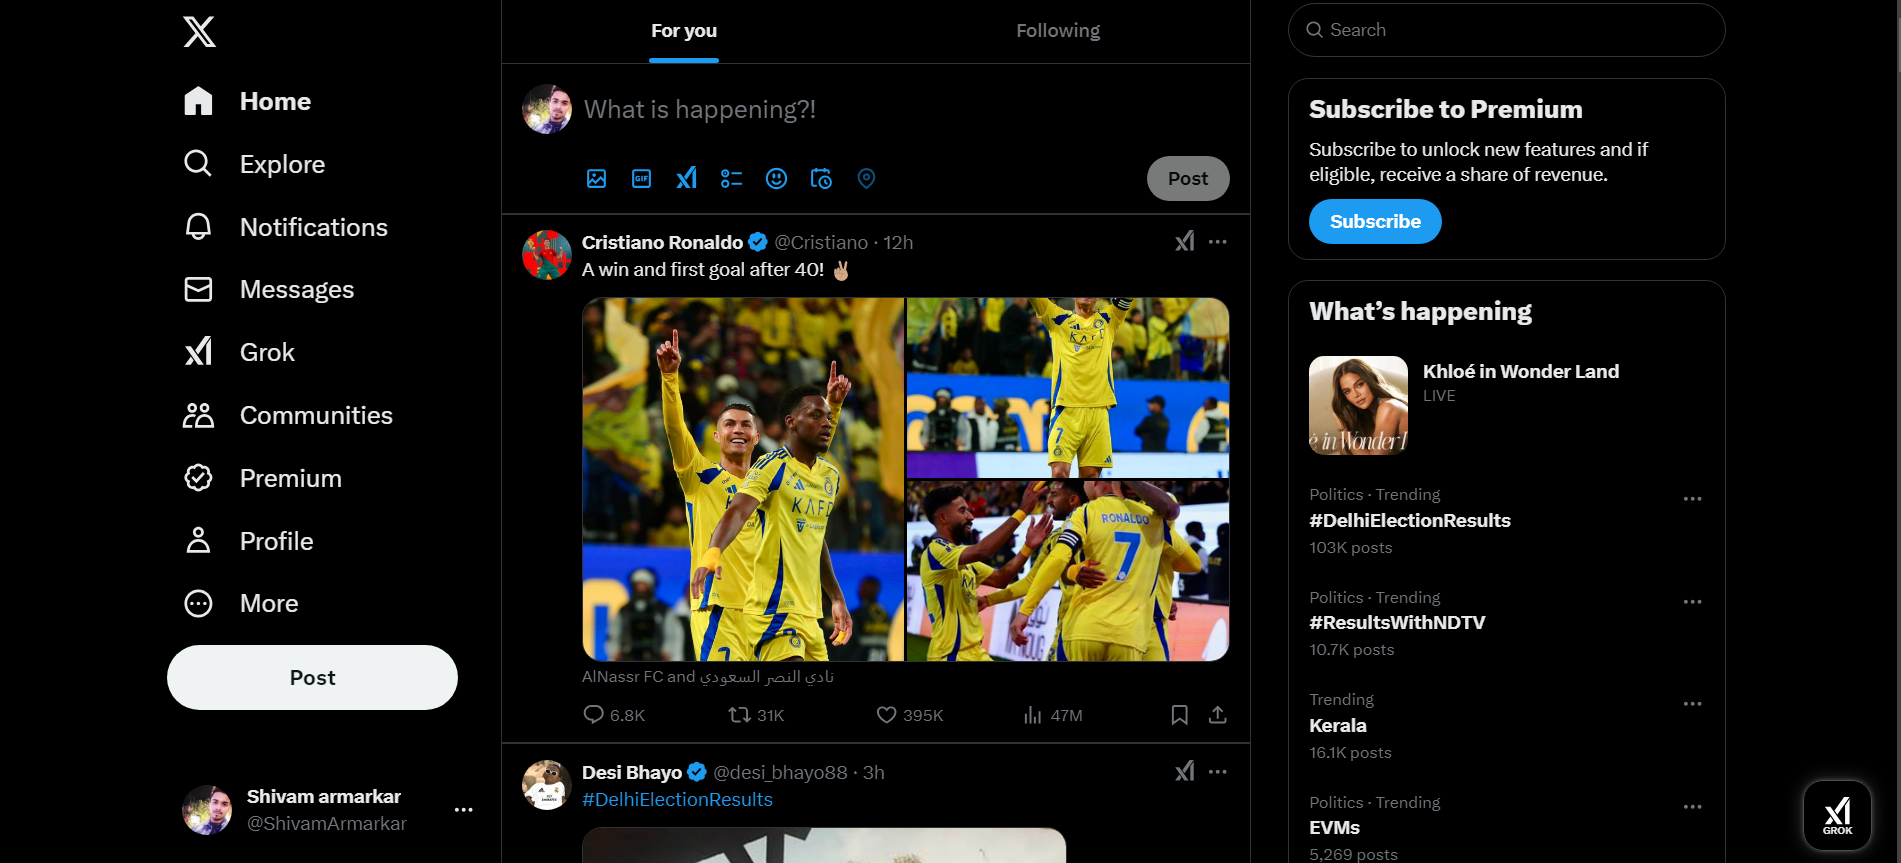 Home
Explore
Notifications
Messages
Grok
Communities
Premium
Profile
More
Post
Shivam armarkar
@ShivamArmarkar
For you
Following
What is happening?!
GIF
Post
Cristiano Ronaldo @Cristiano · 12h
A win and first goal after 40! ✌🏼
KAFD
KAFD
RONALDO
7
7
AlNassr FC and نادي النصر السعودي
6.8K 31K 395K 47M
Desi Bhayo @desi_bhayo88 · 3h
#DelhiElectionResults
Search
Subscribe to Premium
Subscribe to unlock new features and if
eligible, receive a share of revenue.
Subscribe
What’s happening
Khloé in Wonder Land
LIVE
é in Wonder l
Politics · Trending
#DelhiElectionResults
103K posts
Politics · Trending
#ResultsWithNDTV
10.7K posts
Trending
Kerala
16.1K posts
Politics · Trending
EVMs
5,269 posts
GROK